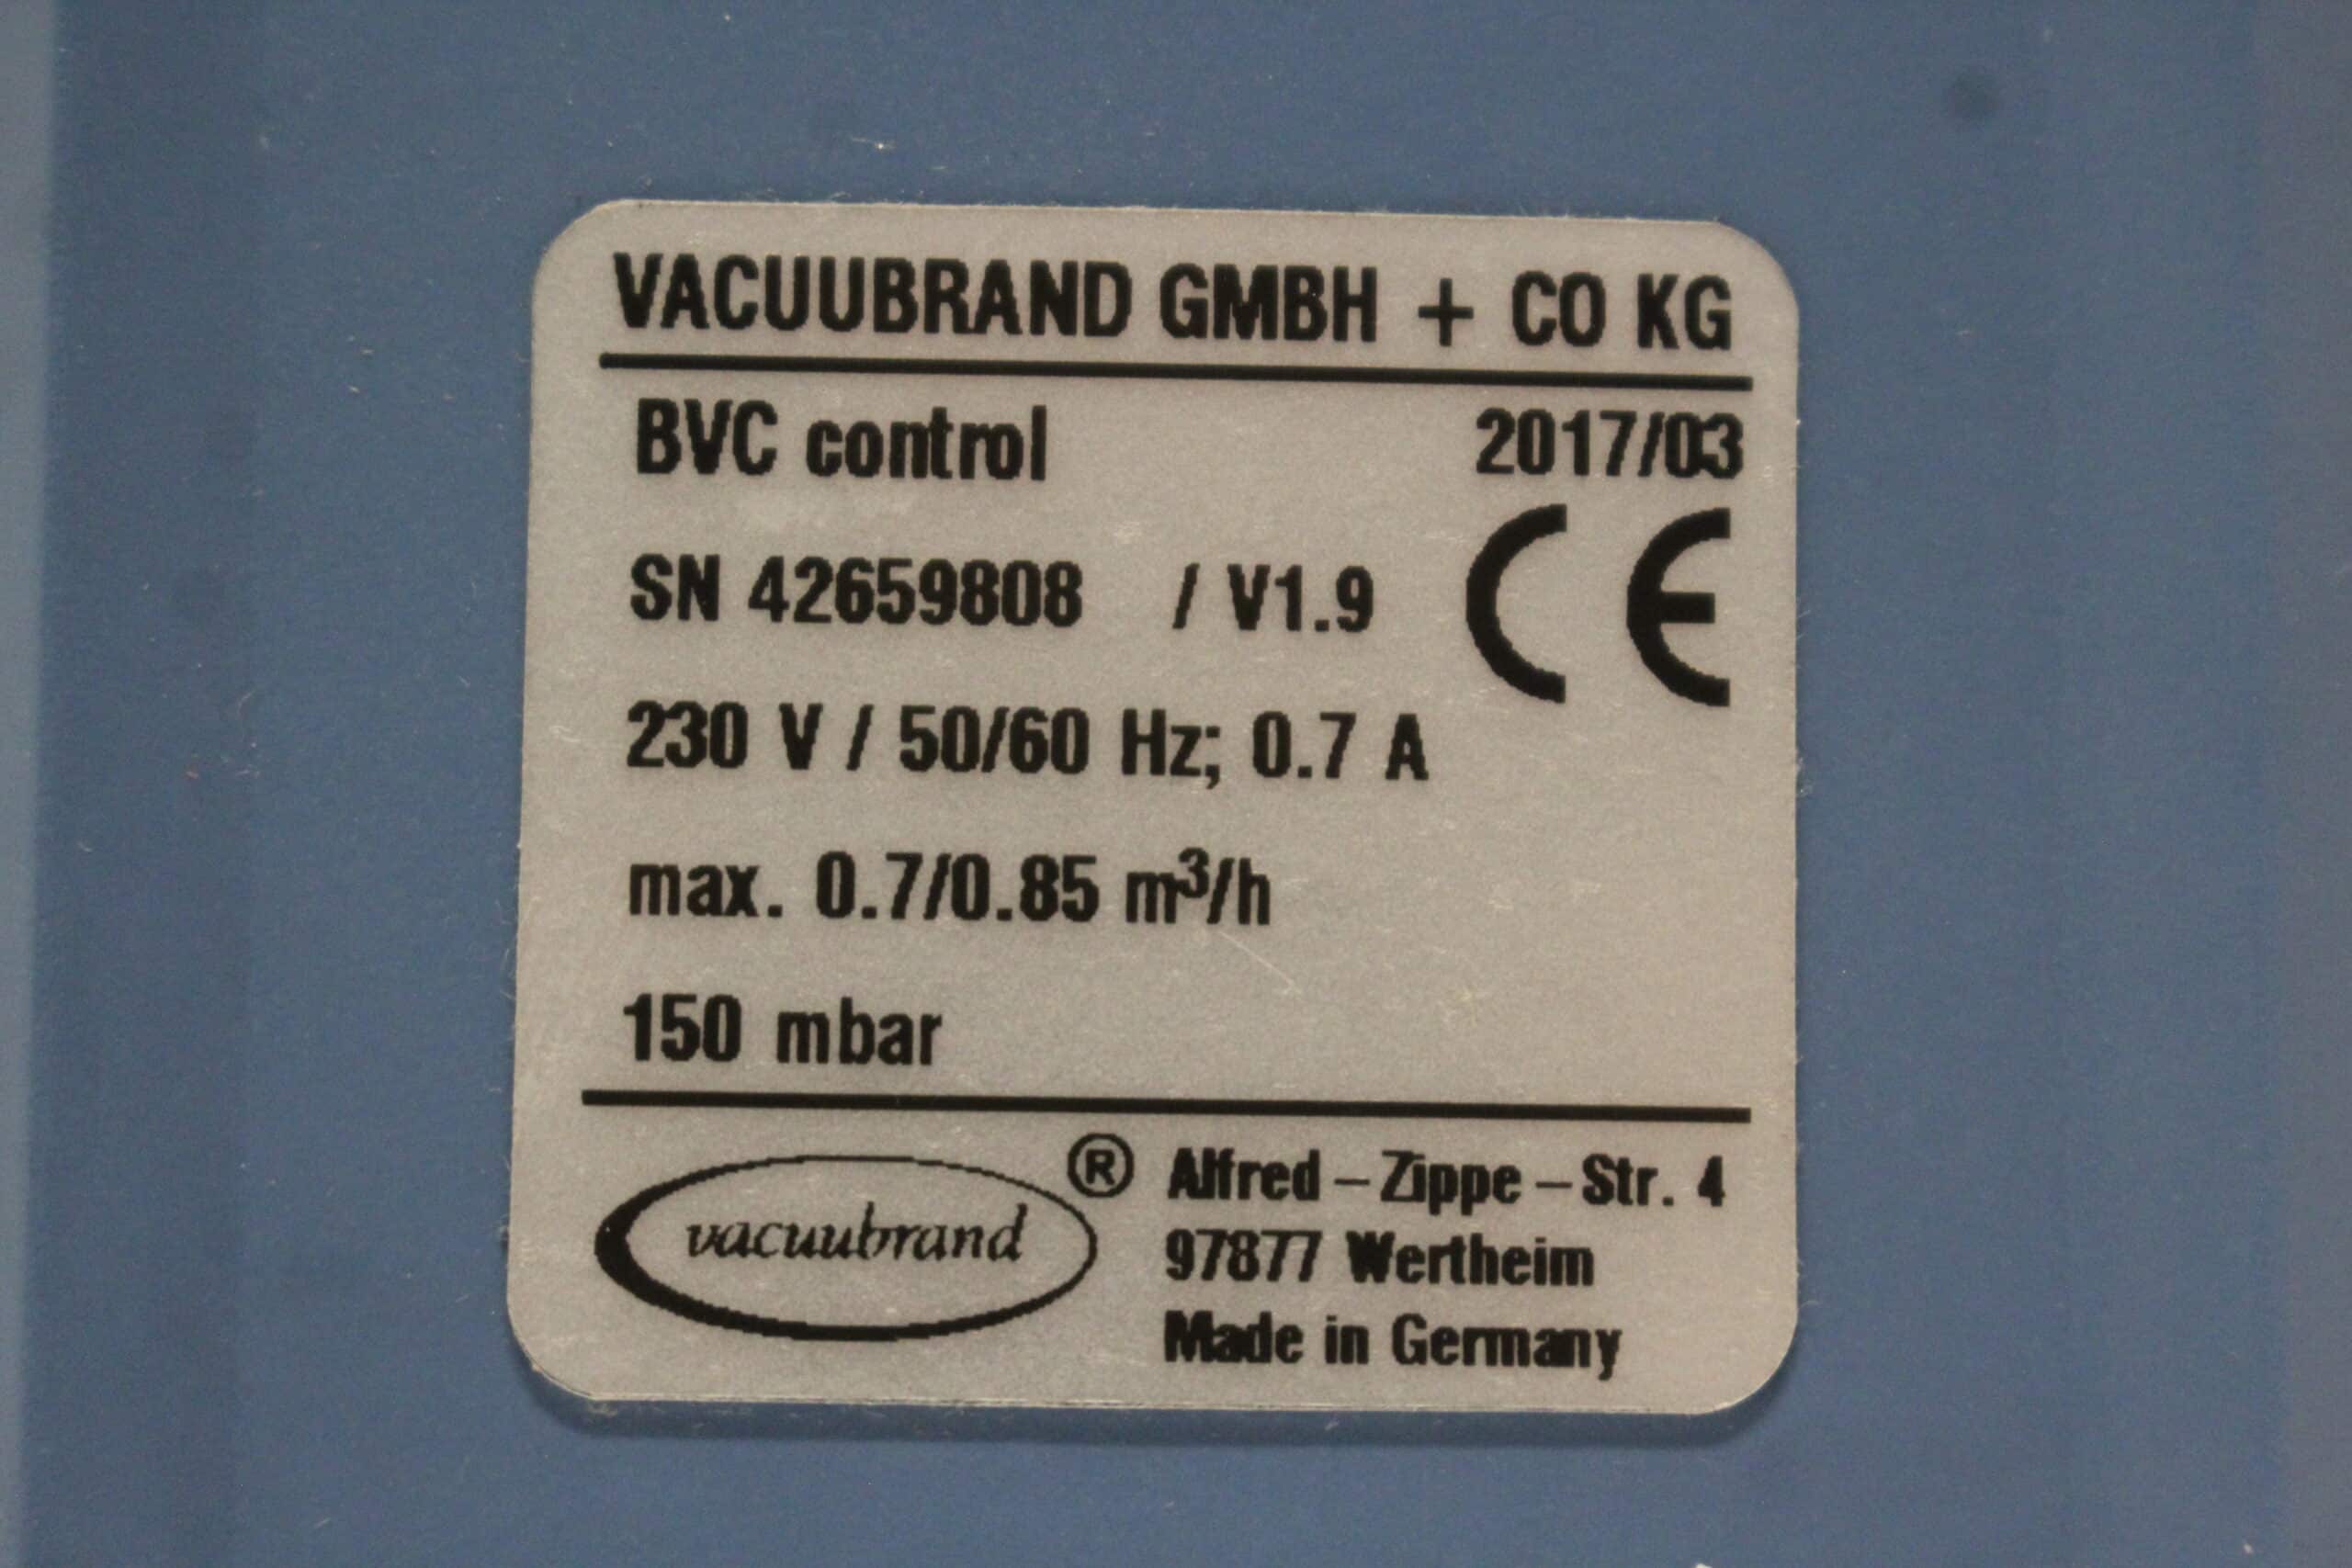 VACUUBRAND GMBH + CO KG
BVC control 2017/03
SN 42659808 / V1.9 CE
230 V / 50/60 Hz; 0.7 A
max. 0.7/0.85 m³/h
150 mbar
vacuubrand ® Alfred–Zippe–Str. 4
97877 Wertheim
Made in Germany